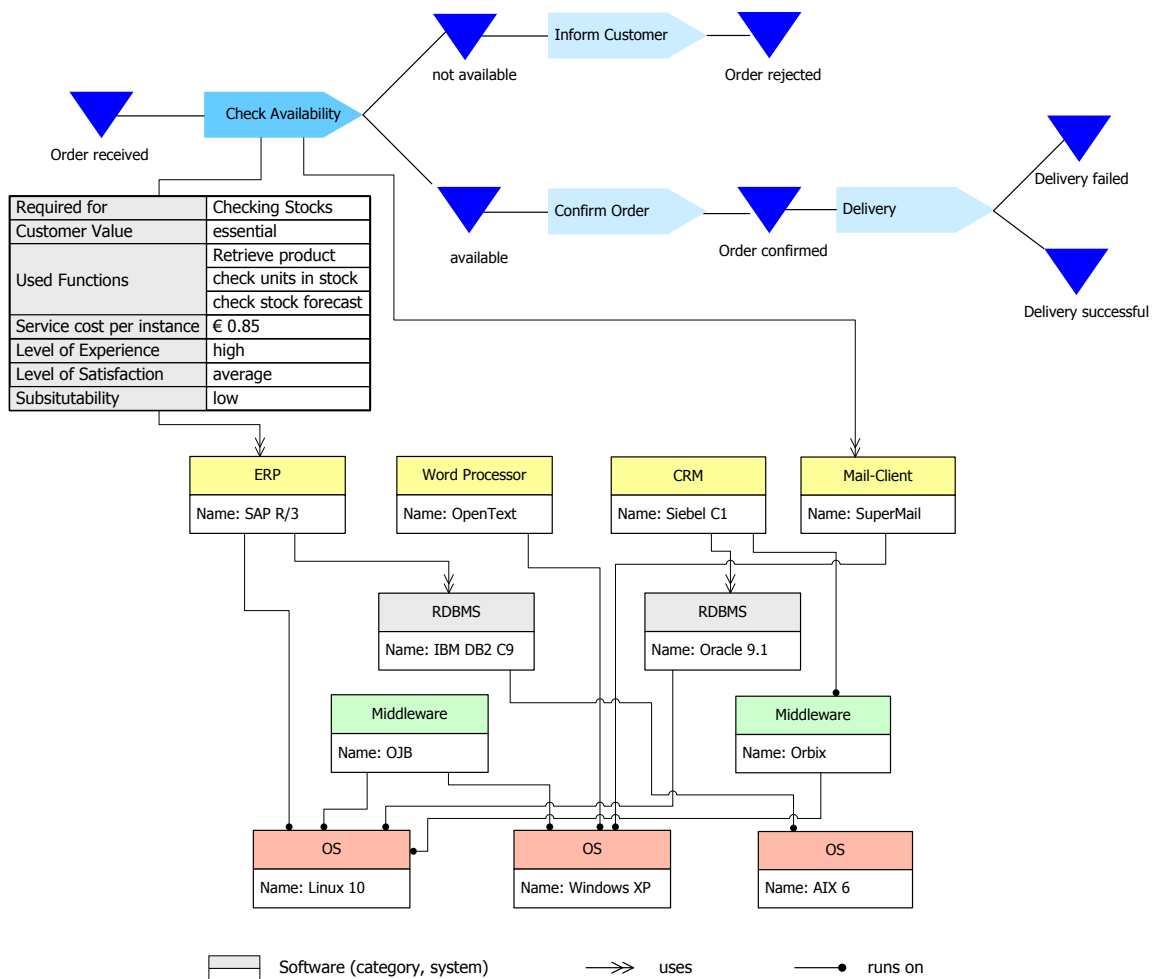 Inform Customer
not available
Order rejected
Check Availability
Order received
Delivery failed
Confirm Order
Delivery
available
Order confirmed
Delivery successful
Required for Checking Stocks
Customer Value essential
Used Functions
Retrieve product
check units in stock
check stock forecast
Service cost per instance € 0.85
Level of Experience high
Level of Satisfaction average
Subsitutability low
ERP
Name: SAP R/3
Word Processor
Name: OpenText
CRM
Name: Siebel C1
Mail-Client
Name: SuperMail
RDBMS
Name: IBM DB2 C9
RDBMS
Name: Oracle 9.1
Middleware
Name: OJB
Middleware
Name: Orbix
OS
Name: Linux 10
OS
Name: Windows XP
OS
Name: AIX 6
Software (category, system)
uses
runs on